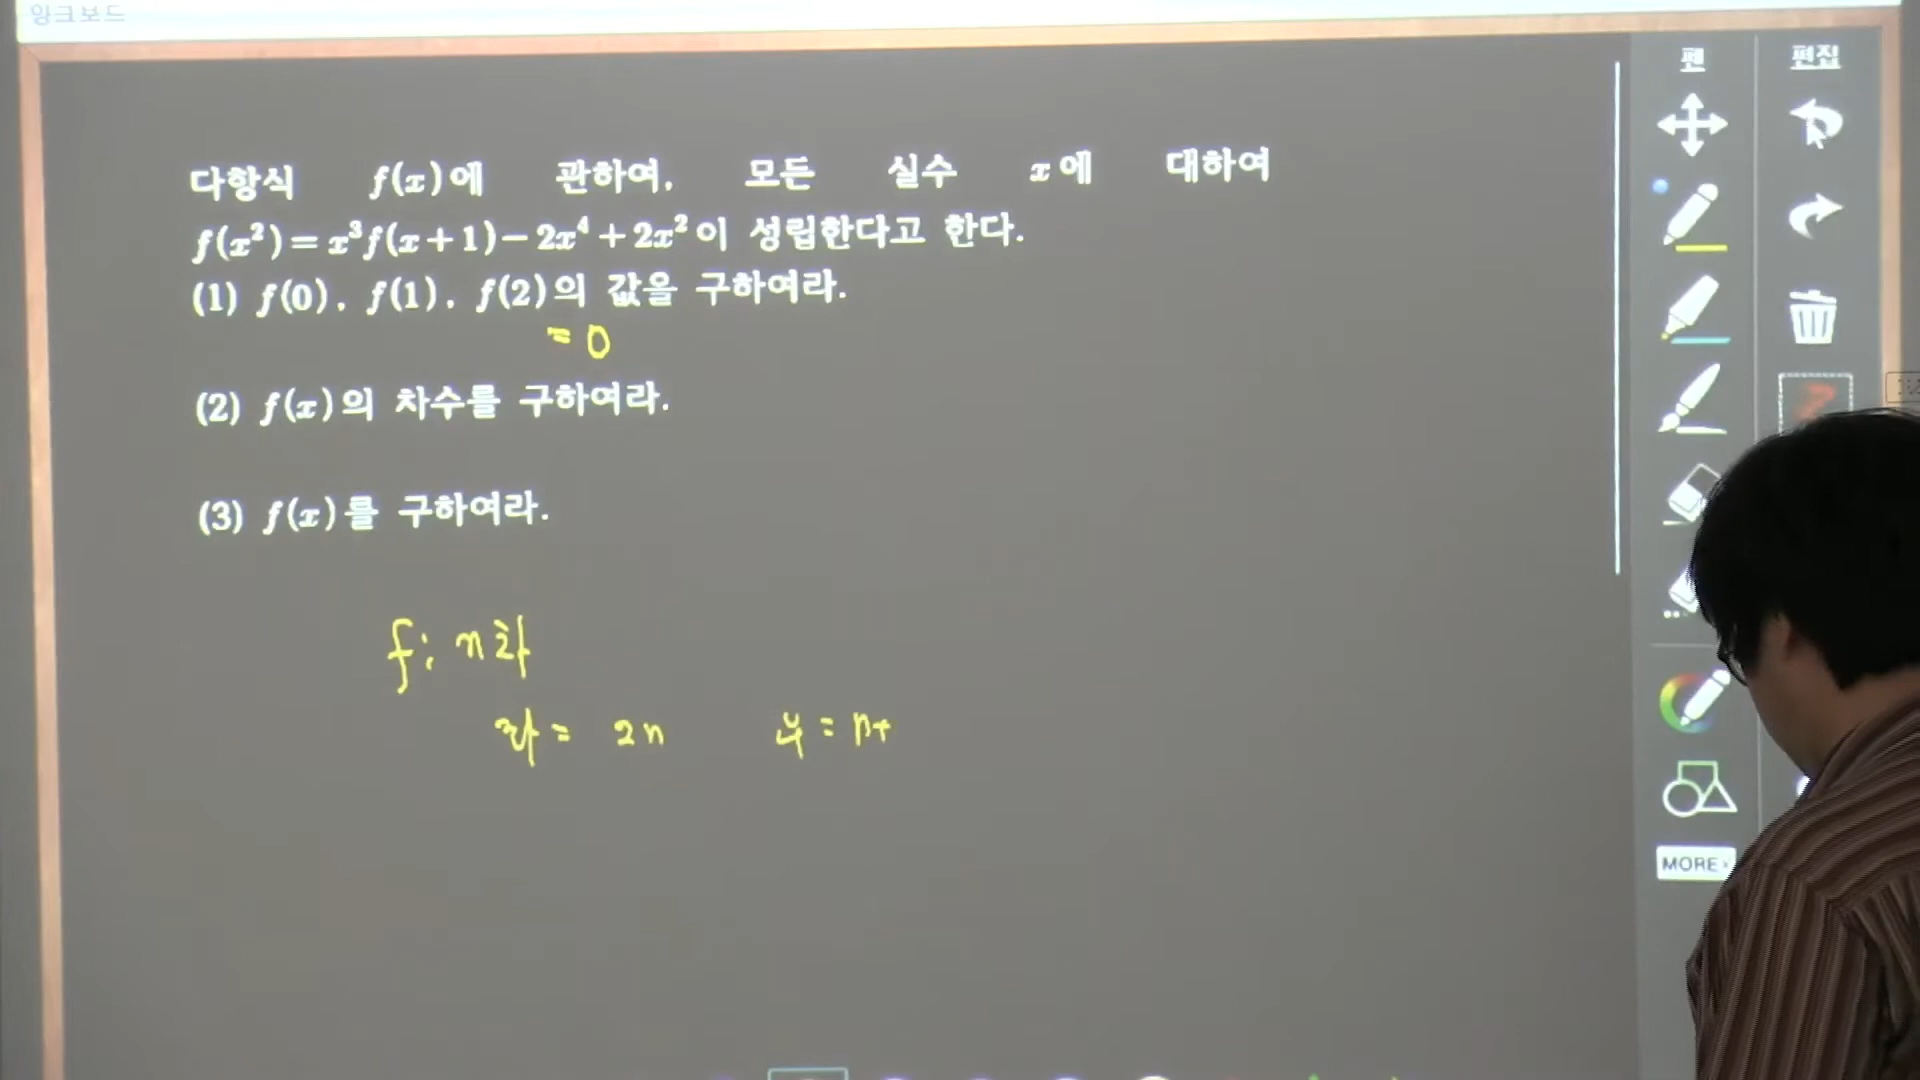 잉크보드
펜 편집
다항식 f(x)에 관하여, 모든 실수 x에 대하여
f(x²)=x³f(x+1)−2x⁴+2x²이 성립한다고 한다.
(1) f(0), f(1), f(2)의 값을 구하여라.
= 0
(2) f(x)의 차수를 구하여라.
(3) f(x)를 구하여라.
f: n차
좌= 2n 우= n+
MORE